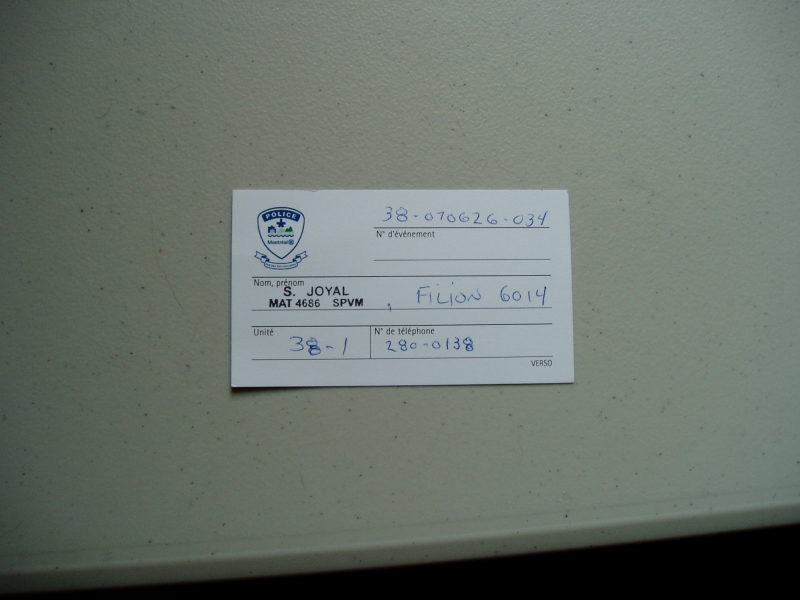 POLICE
Montréal
38-070626-034
N° d'événement
Nom, prénom
S. JOYAL
MAT 4686 SPVM
, FILION 6014
Unité
38-1
N° de téléphone
280-0138
VERSO